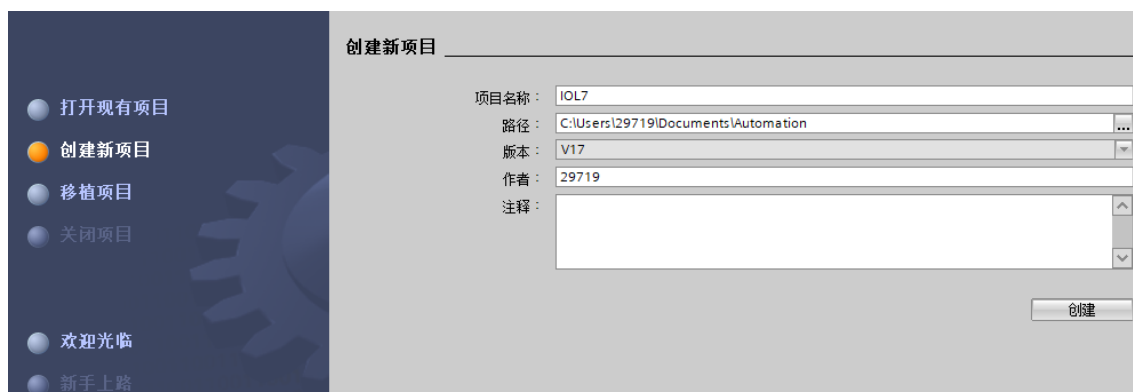 打开现有项目
创建新项目
移植项目
关闭项目
欢迎光临
新手上路
创建新项目
项目名称： IOL7
路径： C:\Users\29719\Documents\Automation ...
版本： V17
作者： 29719
注释：
创建